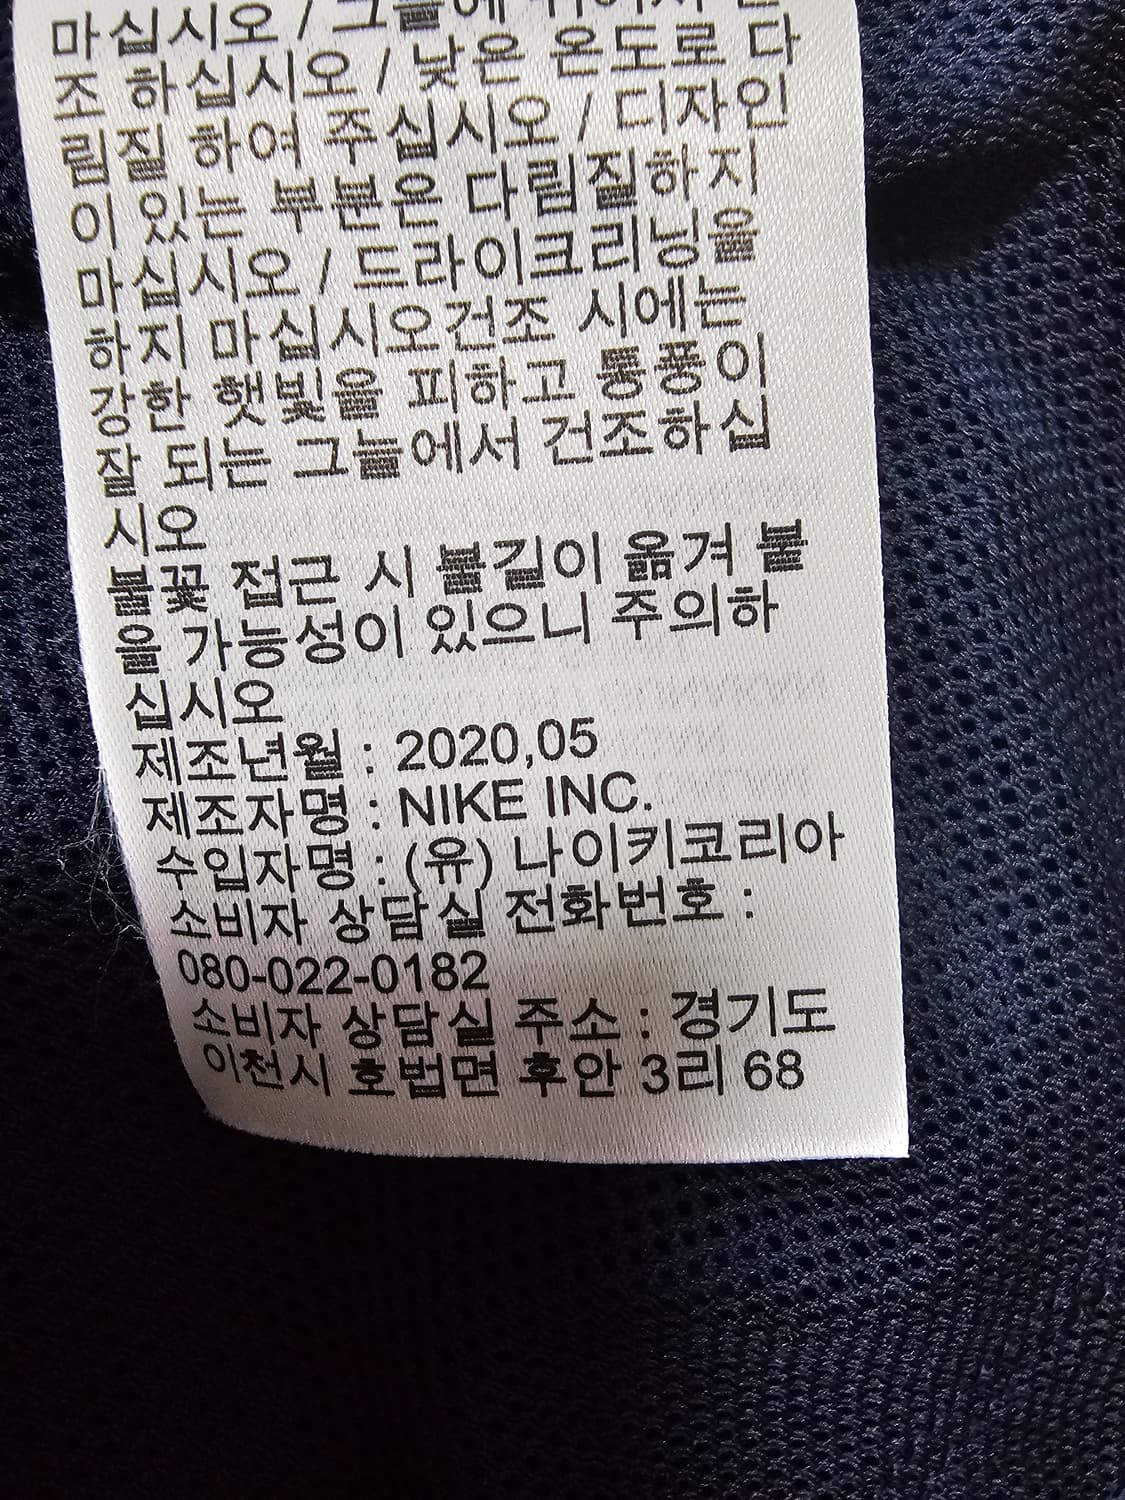 마십시오 / 그늘에
조 하십시오 / 낮은 온도로 다
림질 하여 주십시오 / 디자인
이 있는 부분은 다림질하지
마십시오 / 드라이크리닝을
하지 마십시오건조 시에는
강한 햇빛을 피하고 통풍이
잘 되는 그늘에서 건조하십
시오
불꽃 접근 시 불길이 옮겨 붙
을 가능성이 있으니 주의하
십시오
제조년월 : 2020,05
제조자명 : NIKE INC.
수입자명 : (유) 나이키코리아
소비자 상담실 전화번호 :
080-022-0182
소비자 상담실 주소 : 경기도
이천시 호법면 후안 3리 68